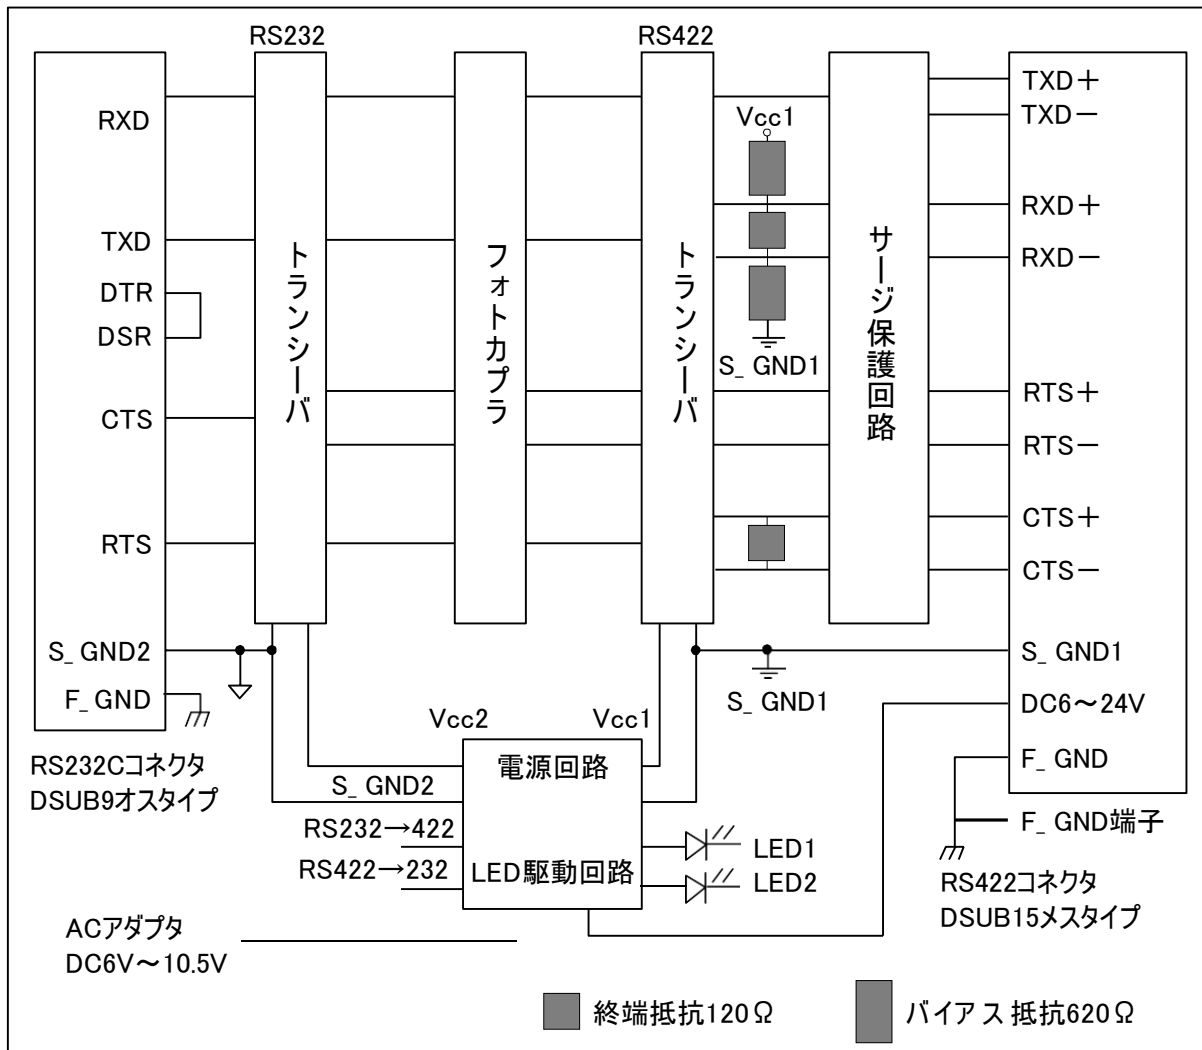 RS232
RS422
RXD
TXD
DTR
DSR
CTS
RTS
S_ GND2
F_ GND
トランシーバ
フォトカプラ
トランシーバ
Vcc1
S_ GND1
サージ保護回路
TXD＋
TXD－
RXD＋
RXD－
RTS＋
RTS－
CTS＋
CTS－
S_ GND1
DC6～24V
F_ GND
F_ GND端子
S_ GND1
RS232Cコネクタ
DSUB9オスタイプ
Vcc2
Vcc1
電源回路
S_ GND2
RS232→422
RS422→232
LED駆動回路
LED1
LED2
RS422コネクタ
DSUB15メスタイプ
ACアダプタ
DC6V～10.5V
終端抵抗120Ω
バイアス抵抗620Ω